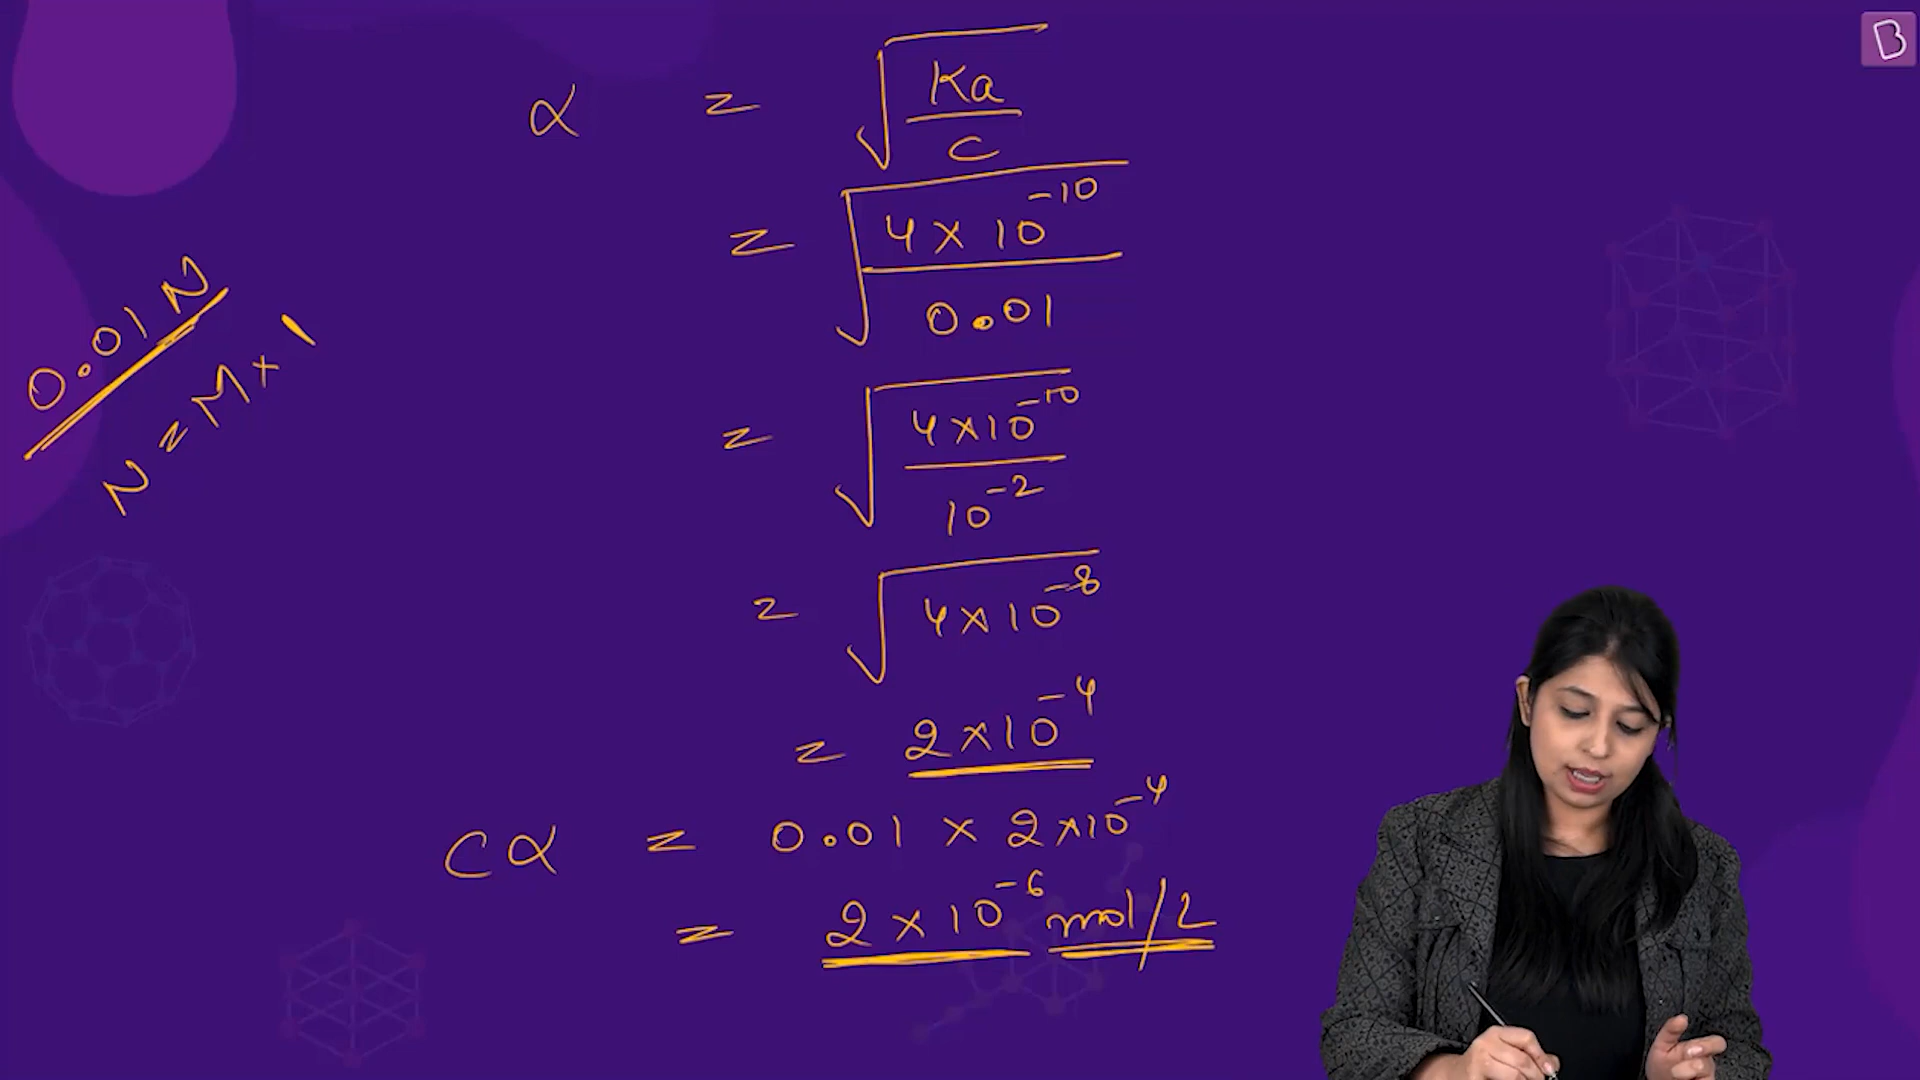 α = √(Ka/C)
= √(4 × 10⁻¹⁰/0.01)
= √(4×10⁻¹⁰/10⁻²)
= √(4×10⁻⁸)
= 2×10⁻⁴
Cα = 0.01 × 2×10⁻⁴
= 2 × 10⁻⁶ mol/L
0.01 N
N = M × 1
B